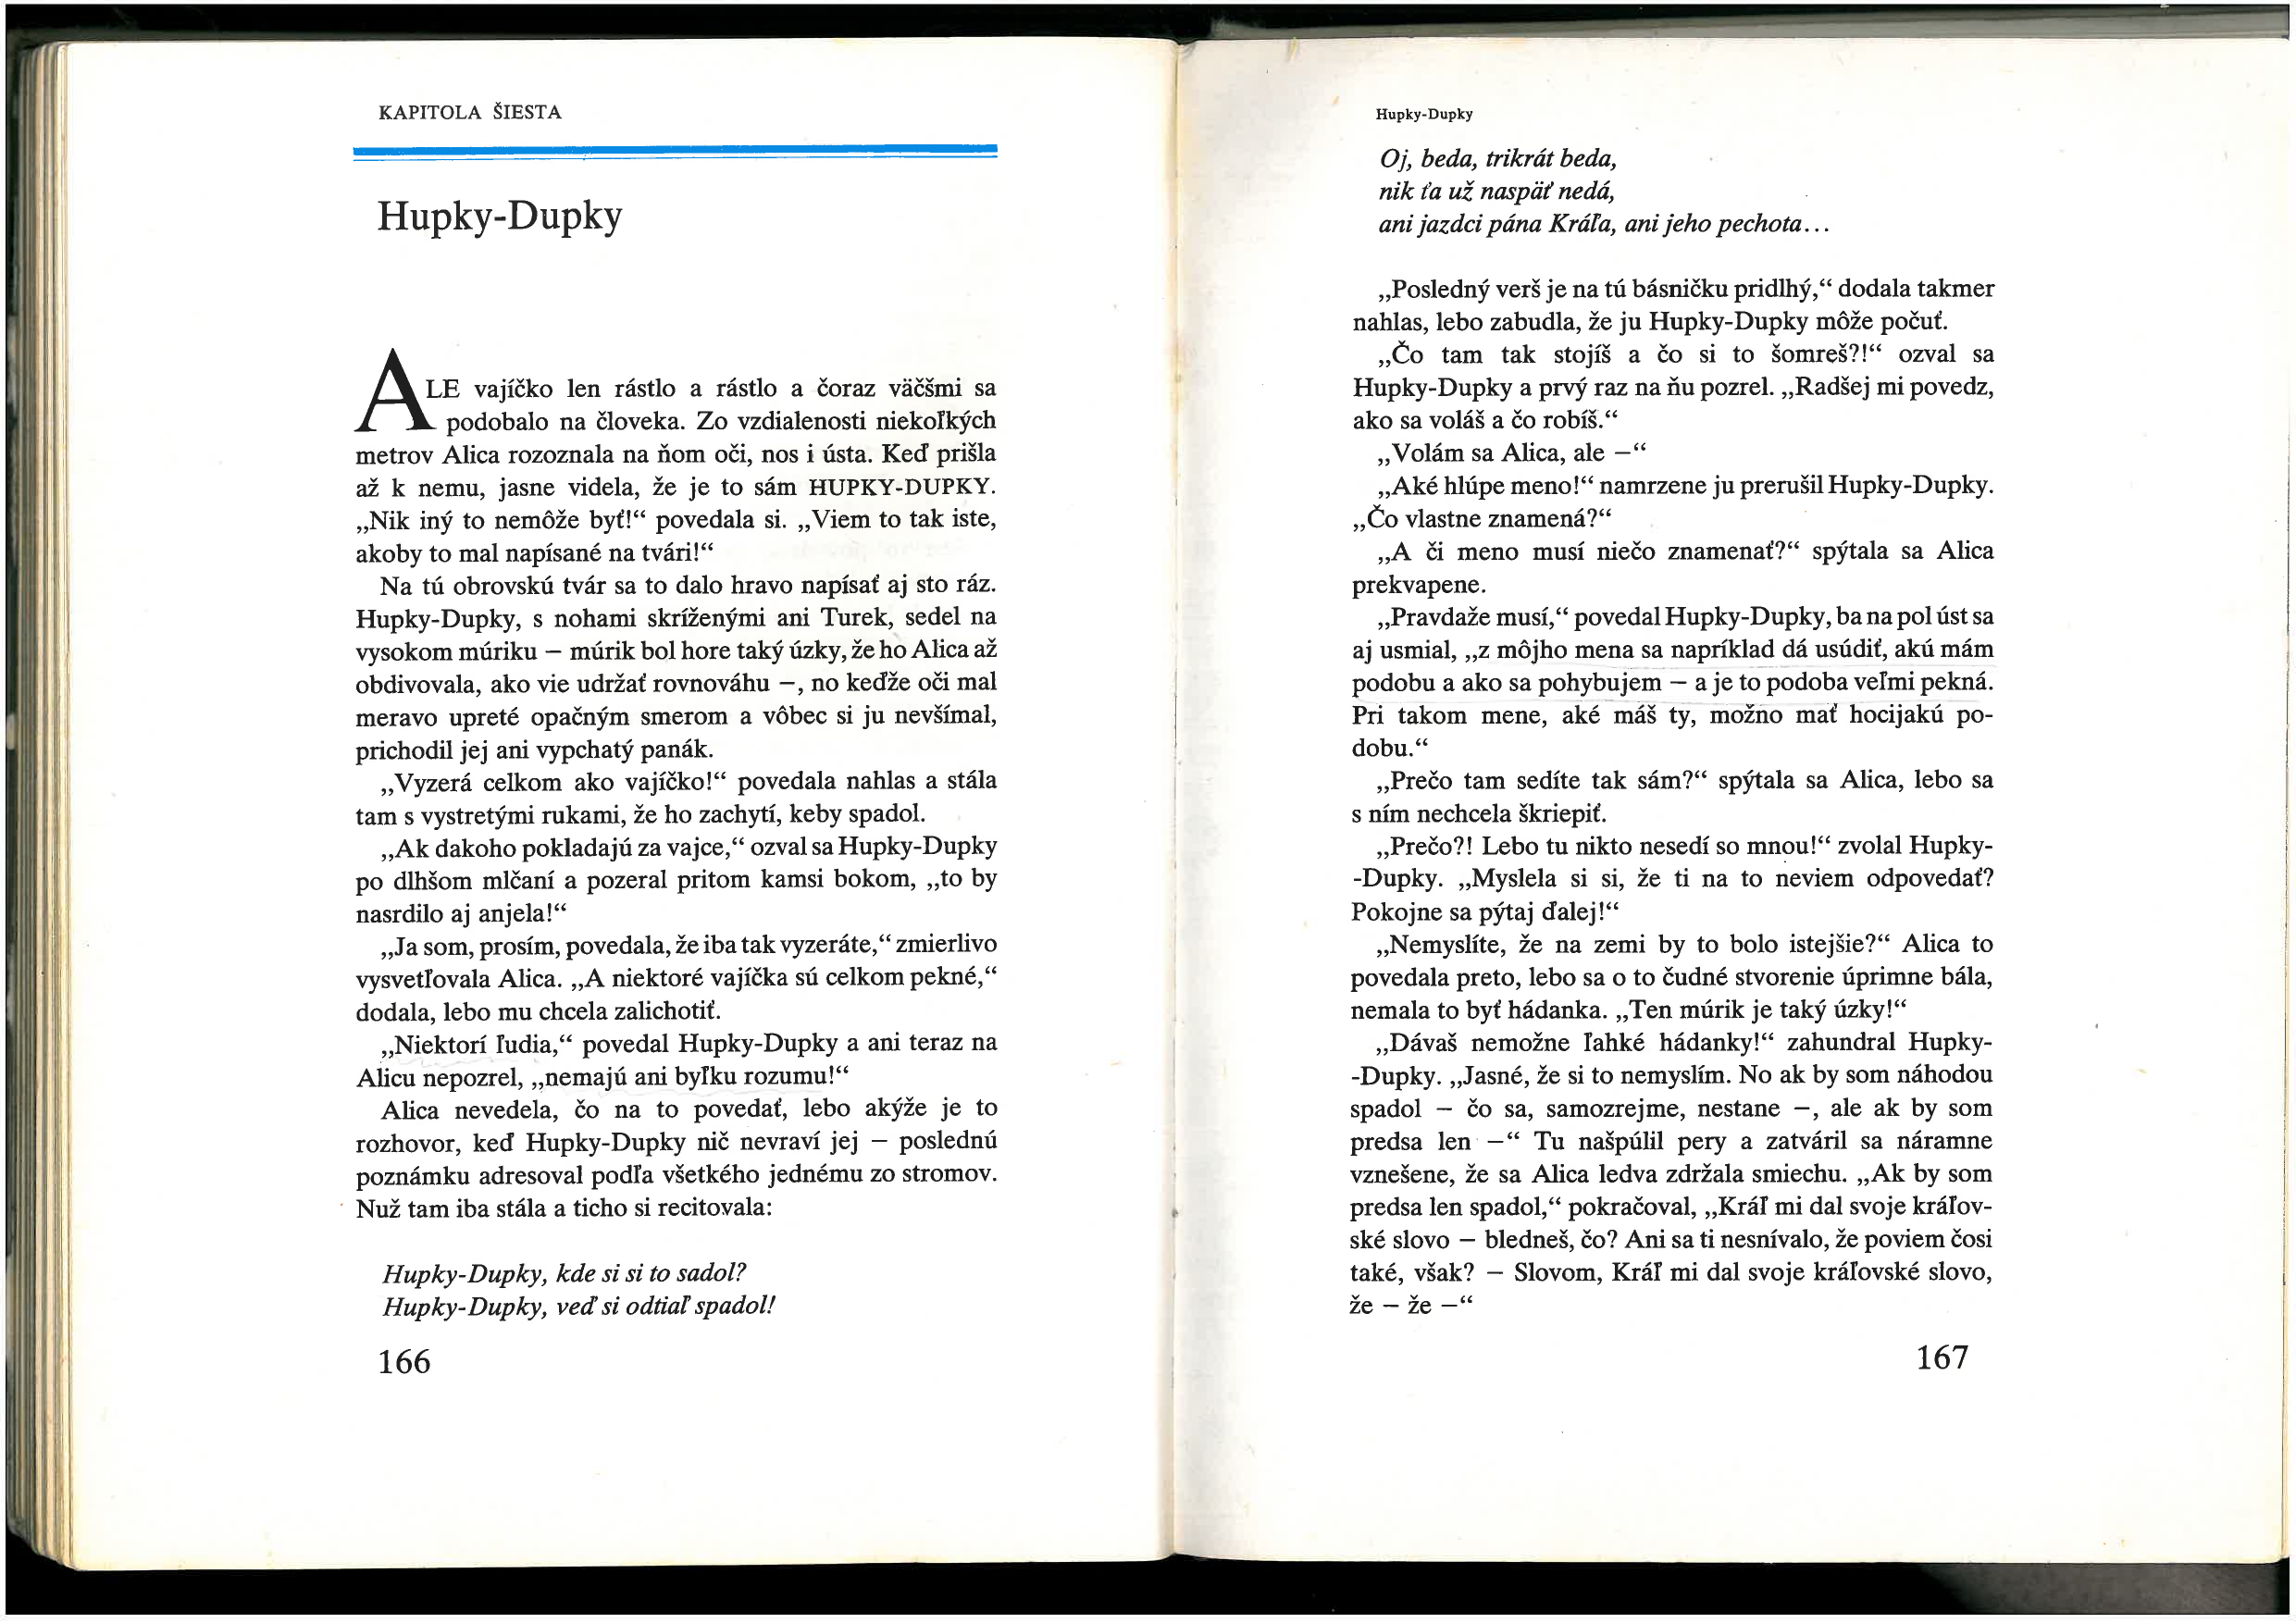 KAPITOLA ŠIESTA
Hupky-Dupky
ALE vajíčko len rástlo a rástlo a čoraz väčšmi sa
podobalo na človeka. Zo vzdialenosti niekoľkých
metrov Alica rozoznala na ňom oči, nos i ústa. Keď prišla
až k nemu, jasne videla, že je to sám HUPKY-DUPKY.
„Nik iný to nemôže byť!“ povedala si. „Viem to tak iste,
akoby to mal napísané na tvári!“
Na tú obrovskú tvár sa to dalo hravo napísať aj sto ráz.
Hupky-Dupky, s nohami skríženými ani Turek, sedel na
vysokom múriku — múrik bol hore taký úzky, že ho Alica až
obdivovala, ako vie udržať rovnováhu —, no keďže oči mal
meravo upreté opačným smerom a vôbec si ju nevšímal,
prichodil jej ani vypchatý panák.
„Vyzerá celkom ako vajíčko!“ povedala nahlas a stála
tam s vystretými rukami, že ho zachytí, keby spadol.
„Ak dakoho pokladajú za vajce,“ ozval sa Hupky-Dupky
po dlhšom mlčaní a pozeral pritom kamsi bokom, „to by
nasrdilo aj anjela!“
„Ja som, prosím, povedala, že iba tak vyzeráte,“ zmierlivo
vysvetľovala Alica. „A niektoré vajíčka sú celkom pekné,“
dodala, lebo mu chcela zalichotiť.
„Niektorí ľudia,“ povedal Hupky-Dupky a ani teraz na
Alicu nepozrel, „nemajú ani byľku rozumu!“
Alica nevedela, čo na to povedať, lebo akýže je to
rozhovor, keď Hupky-Dupky nič nevraví jej — poslednú
poznámku adresoval podľa všetkého jednému zo stromov.
Nuž tam iba stála a ticho si recitovala:
Hupky-Dupky, kde si si to sadol?
Hupky-Dupky, veď si odtiaľ spadol!
166
Hupky-Dupky
Oj, beda, trikrát beda,
nik ťa už naspäť nedá,
ani jazdci pána Kráľa, ani jeho pechota...
„Posledný verš je na tú básničku pridlhý,“ dodala takmer
nahlas, lebo zabudla, že ju Hupky-Dupky môže počuť.
„Čo tam tak stojíš a čo si to šomreš?!“ ozval sa
Hupky-Dupky a prvý raz na ňu pozrel. „Radšej mi povedz,
ako sa voláš a čo robíš.“
„Volám sa Alica, ale —“
„Aké hlúpe meno!“ namrzene ju prerušil Hupky-Dupky.
„Čo vlastne znamená?“
„A či meno musí niečo znamenať?“ spýtala sa Alica
prekvapene.
„Pravdaže musí,“ povedal Hupky-Dupky, ba na pol úst sa
aj usmial, „z môjho mena sa napríklad dá usúdiť, akú mám
podobu a ako sa pohybujem — a je to podoba veľmi pekná.
Pri takom mene, aké máš ty, možno mať hocijakú po-
dobu.“
„Prečo tam sedíte tak sám?“ spýtala sa Alica, lebo sa
s ním nechcela škriepiť.
„Prečo?! Lebo tu nikto nesedí so mnou!“ zvolal Hupky-
-Dupky. „Myslela si si, že ti na to neviem odpovedať?
Pokojne sa pýtaj ďalej!“
„Nemyslíte, že na zemi by to bolo istejšie?“ Alica to
povedala preto, lebo sa o to čudné stvorenie úprimne bála,
nemala to byť hádanka. „Ten múrik je taký úzky!“
„Dávaš nemožne ľahké hádanky!“ zahundral Hupky-
-Dupky. „Jasné, že si to nemyslím. No ak by som náhodou
spadol — čo sa, samozrejme, nestane —, ale ak by som
predsa len —“ Tu našpúlil pery a zatváril sa náramne
vznešene, že sa Alica ledva zdržala smiechu. „Ak by som
predsa len spadol,“ pokračoval, „Kráľ mi dal svoje kráľov-
ské slovo — bledneš, čo? Ani sa ti nesnívalo, že poviem čosi
také, však? — Slovom, Kráľ mi dal svoje kráľovské slovo,
že — že —“
167